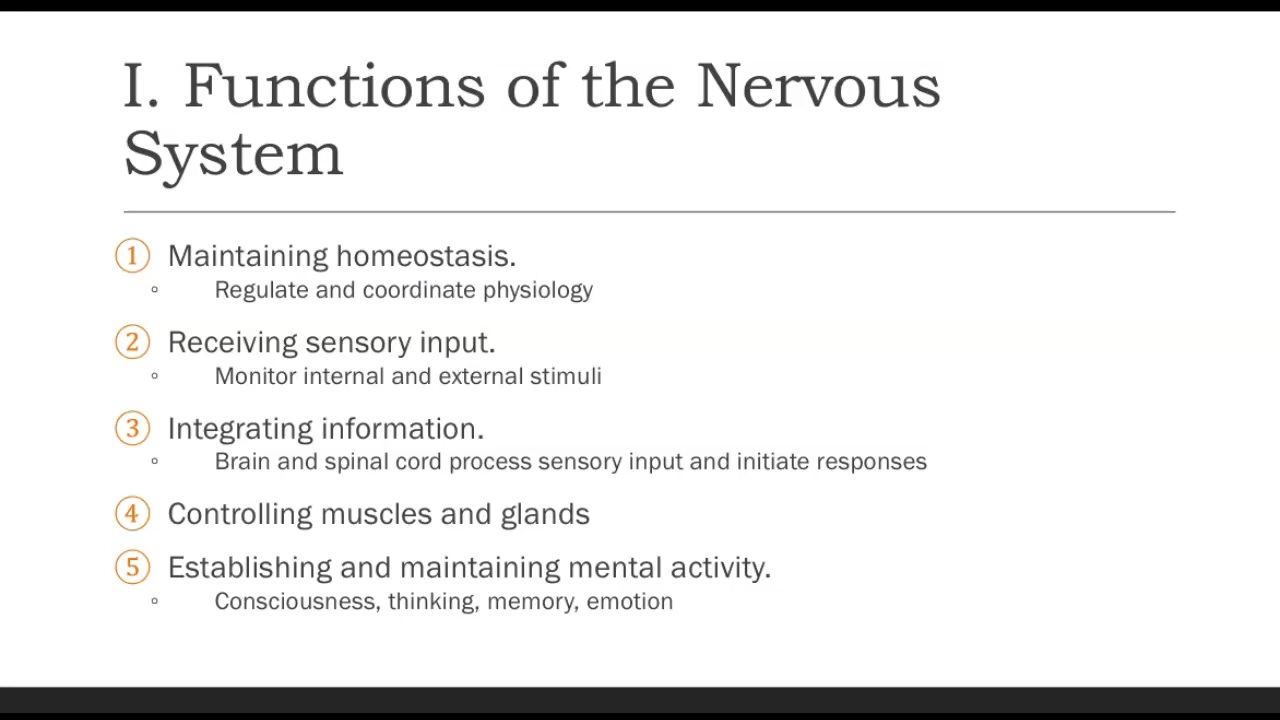 I. Functions of the Nervous
System
① Maintaining homeostasis.
◦ Regulate and coordinate physiology
② Receiving sensory input.
◦ Monitor internal and external stimuli
③ Integrating information.
◦ Brain and spinal cord process sensory input and initiate responses
④ Controlling muscles and glands
⑤ Establishing and maintaining mental activity.
◦ Consciousness, thinking, memory, emotion